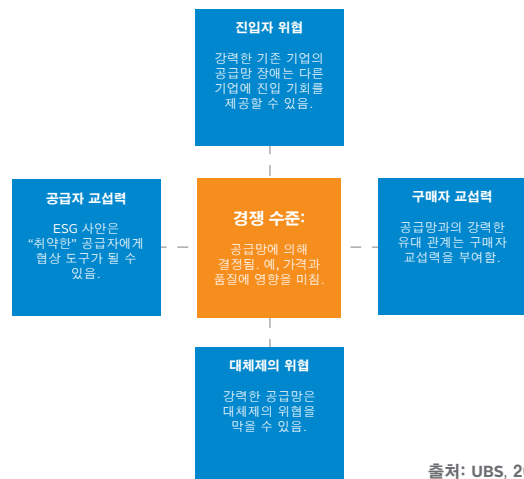 진입자 위협
강력한 기존 기업의
공급망 장애는 다른
기업에 진입 기회를
제공할 수 있음.
공급자 교섭력
ESG 사안은
“취약한” 공급자에게
협상 도구가 될 수
있음.
경쟁 수준:
공급망에 의해
결정됨. 예, 가격과
품질에 영향을 미침.
구매자 교섭력
공급망과의 강력한
유대 관계는 구매자
교섭력을 부여함.
대체제의 위협
강력한 공급망은
대체제의 위협을
막을 수 있음.
출처: UBS,